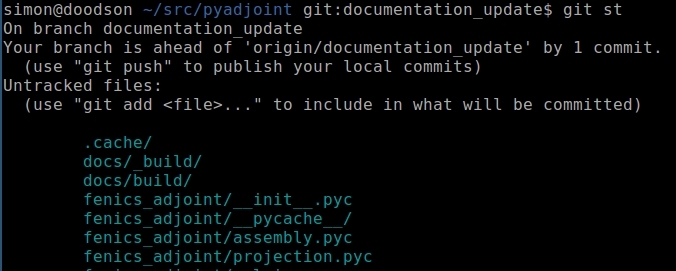 simon@doodson ~/src/pyadjoint git:documentation_update$ git st
On branch documentation_update
Your branch is ahead of 'origin/documentation_update' by 1 commit.
  (use "git push" to publish your local commits)
Untracked files:
  (use "git add <file>..." to include in what will be committed)

        .cache/
        docs/_build/
        docs/build/
        fenics_adjoint/__init__.pyc
        fenics_adjoint/__pycache__/
        fenics_adjoint/assembly.pyc
        fenics_adjoint/projection.pyc